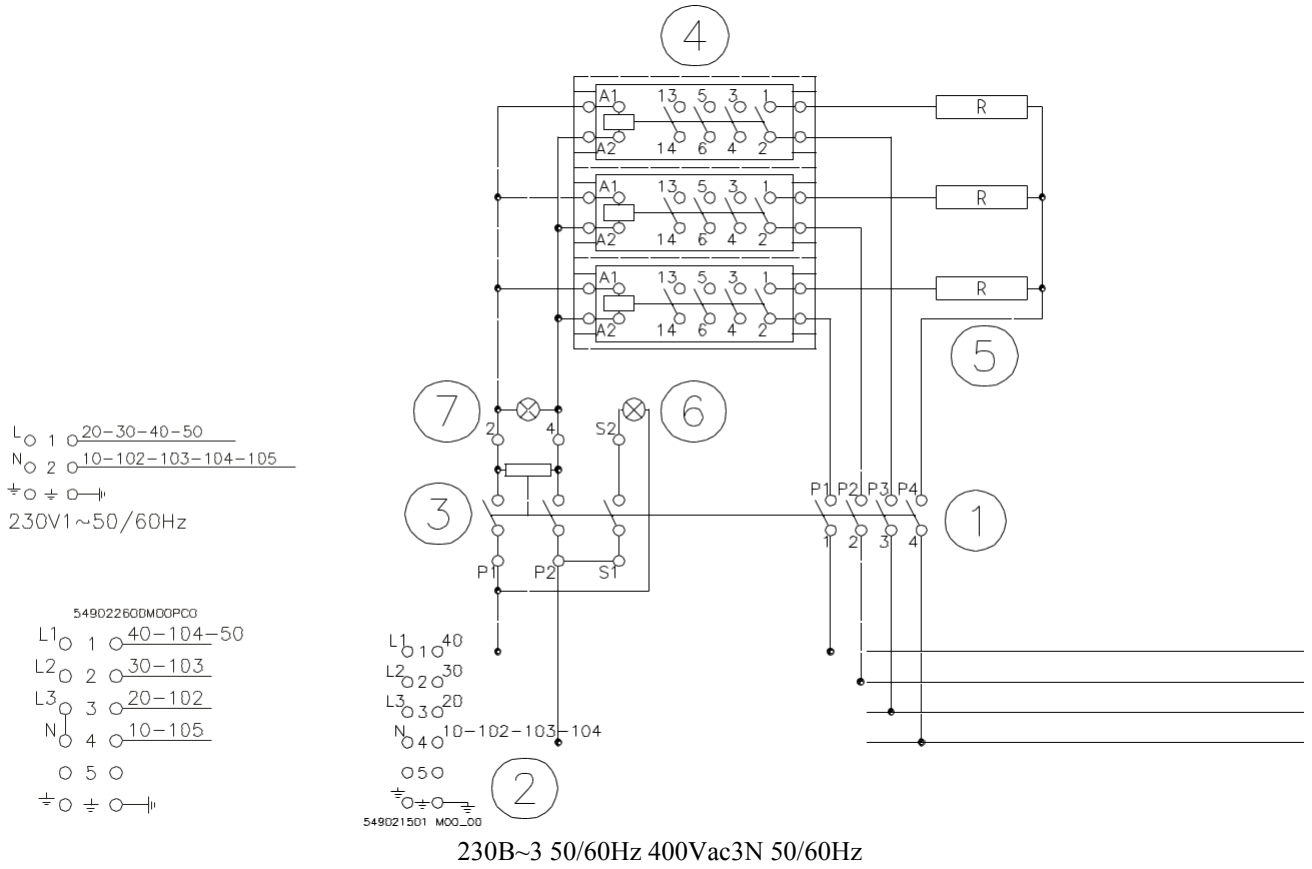 4
A1 13 5 3 1
R
A2 14 6 4 2
A1 13 5 3 1
R
A2 14 6 4 2
A1 13 5 3 1
R
A2 14 6 4 2
5
7
6
2 4 S2
L 1 20-30-40-50
N 2 10-102-103-104-105
230V1~50/60Hz
3
P1 P2 P3 P4
1
1 2 3 4
P1 P2 S1
54902260DM00PC0
L1 1 40-104-50
L2 2 30-103
L3 3 20-102
N 4 10-105
5
L1 1 40
L2 2 30
L3 3 20
N 4 10-102-103-104
5
2
549021501 M00_00
230B~3 50/60Hz 400Vac3N 50/60Hz